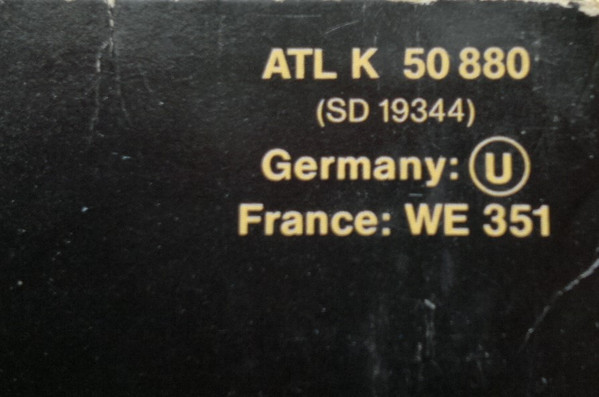 ATL K 50 880
(SD 19344)
Germany: U
France: WE 351